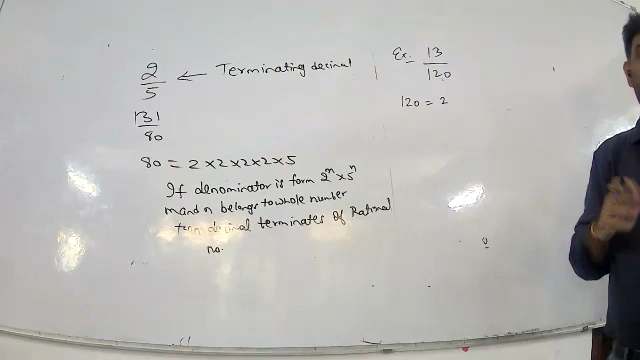 2/5 ← Terminating decimal
131/80
80 = 2×2×2×2×5
If denominator is form 2^m × 5^n
m and n belongs to whole number
then decimal terminates of Rational
no.
Ex. 13/120
120 = 2